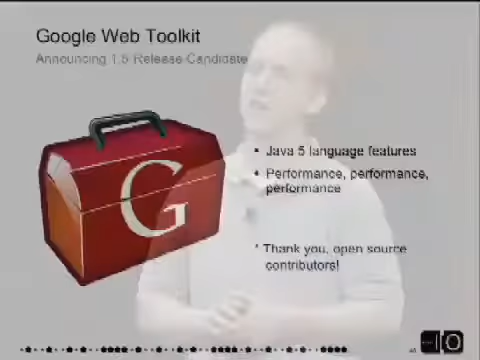 Google Web Toolkit
Announcing 1.5 Release Candidate
G
Java 5 language features
Performance, performance,
performance
* Thank you, open source
contributors!
IO